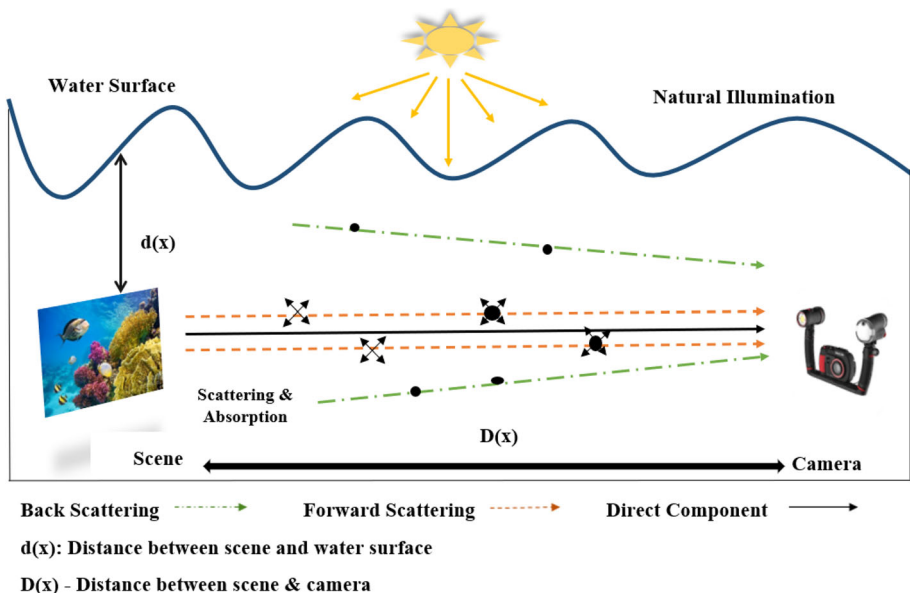 Water Surface
Natural Illumination
d(x)
Scattering &
Absorption
D(x)
Scene
Camera
Back Scattering
Forward Scattering
Direct Component
d(x): Distance between scene and water surface
D(x) - Distance between scene & camera